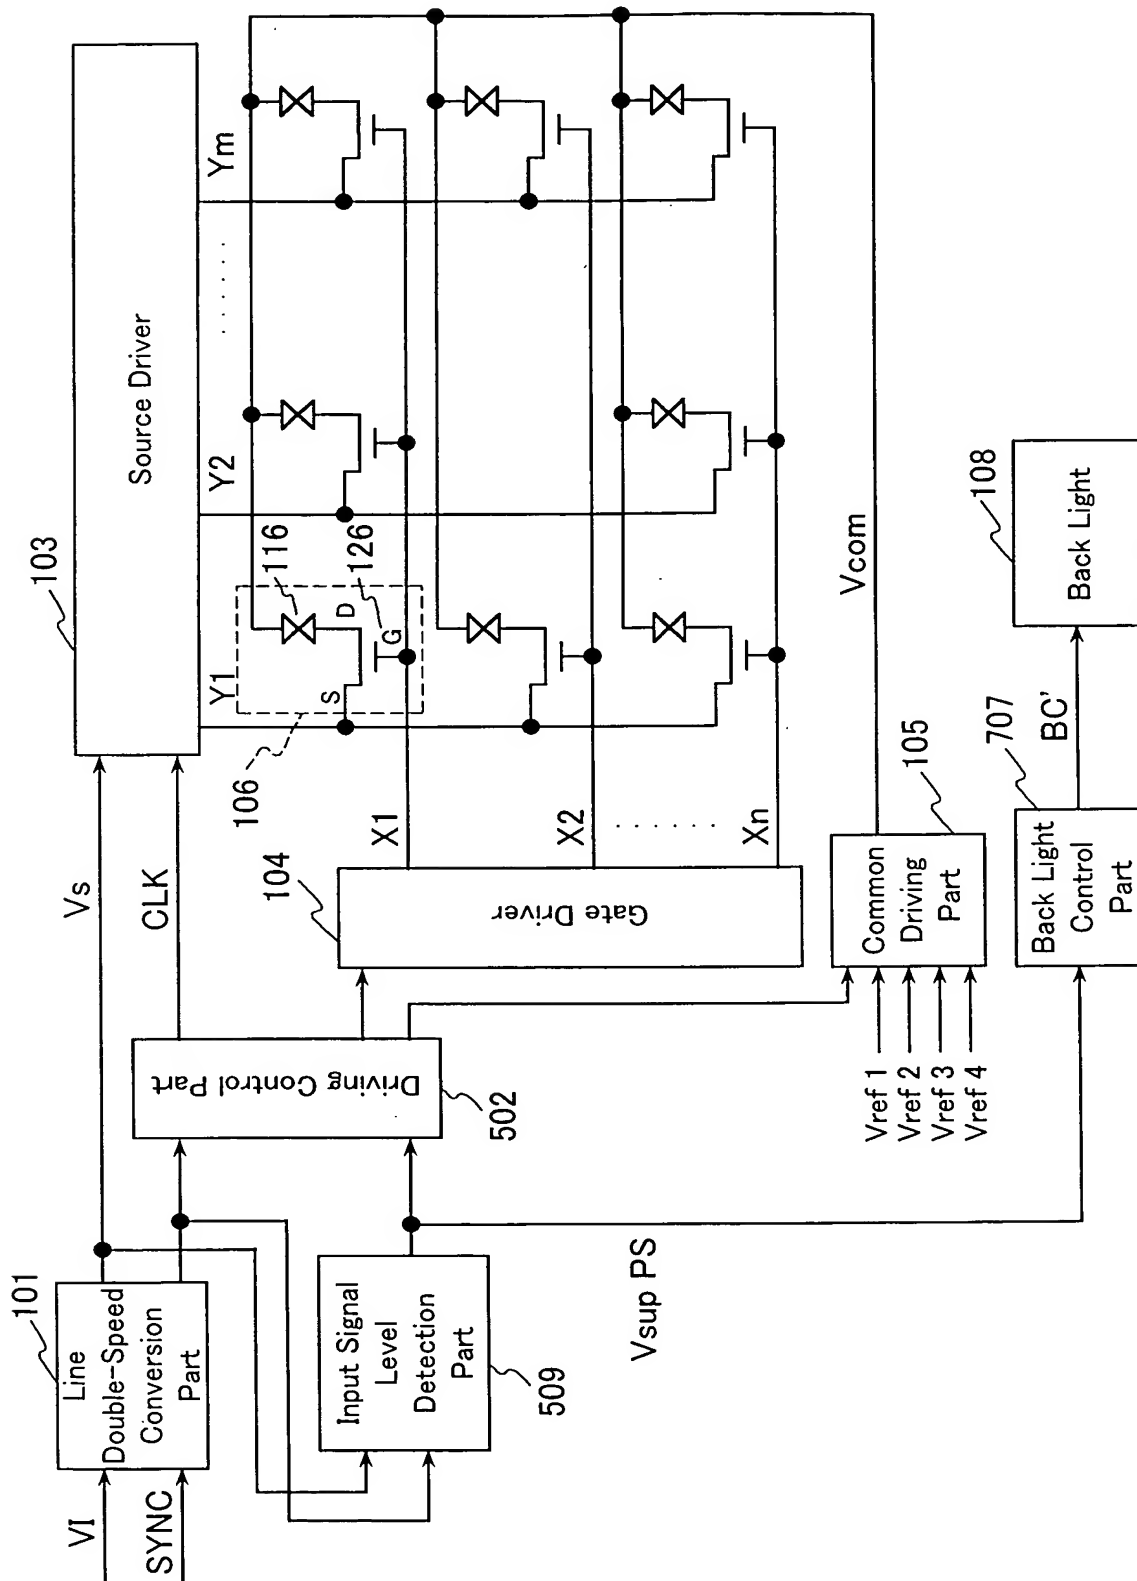 VI
SYNC
101
Line
Double-Speed
Conversion
Part
Vs
CLK
103
Source Driver
Input Signal
Level
Detection
Part
509
Driving Control Part
502
104
Gate Driver
106
Y1
Y2
. . . . . .
Ym
116
126
S
D
G
X1
X2
. . . . . . .
Xn
Vsup PS
Vref 1
Vref 2
Vref 3
Vref 4
Common
Driving
Part
105
Vcom
Back Light
Control
Part
707
BC'
Back Light
108